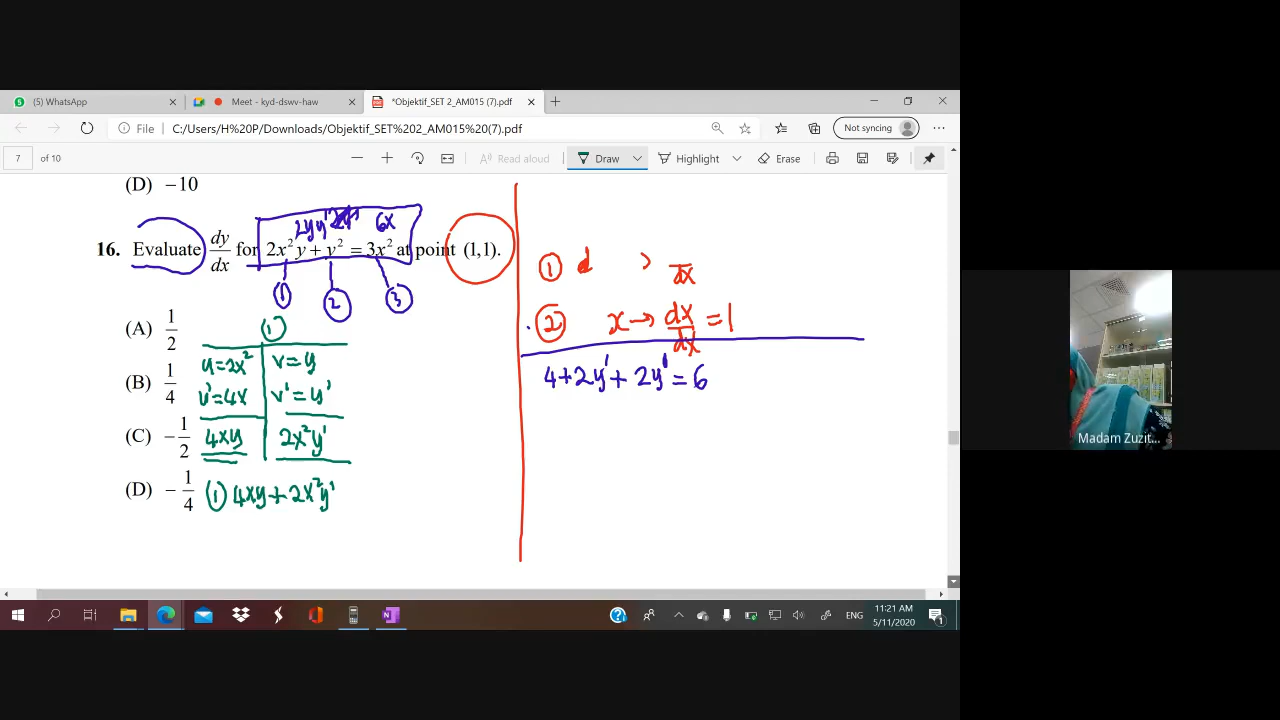 (5) WhatsApp
Meet - kyd-dswv-haw
*Objektif_SET 2_AM015 (7).pdf
File
C:/Users/H%20P/Downloads/Objektif_SET%202_AM015%20(7).pdf
Not syncing
7 of 10
Read aloud
Draw
Highlight
Erase
(D) −10
2yy' 6x
16. Evaluate dy/dx for 2x²y + y² = 3x² at point (1,1).
① ② ③
(A) 1/2
(B) 1/4
(C) −1/2
(D) −1/4
①
u=2x² v=y
u'=4x v'=y'
4xy 2x²y'
① 4xy+2x²y'
① d dx
② x→ dx/dx =1
4+2y'+2y'=6
Madam Zuzit...
ENG
11:21 AM
5/11/2020
1